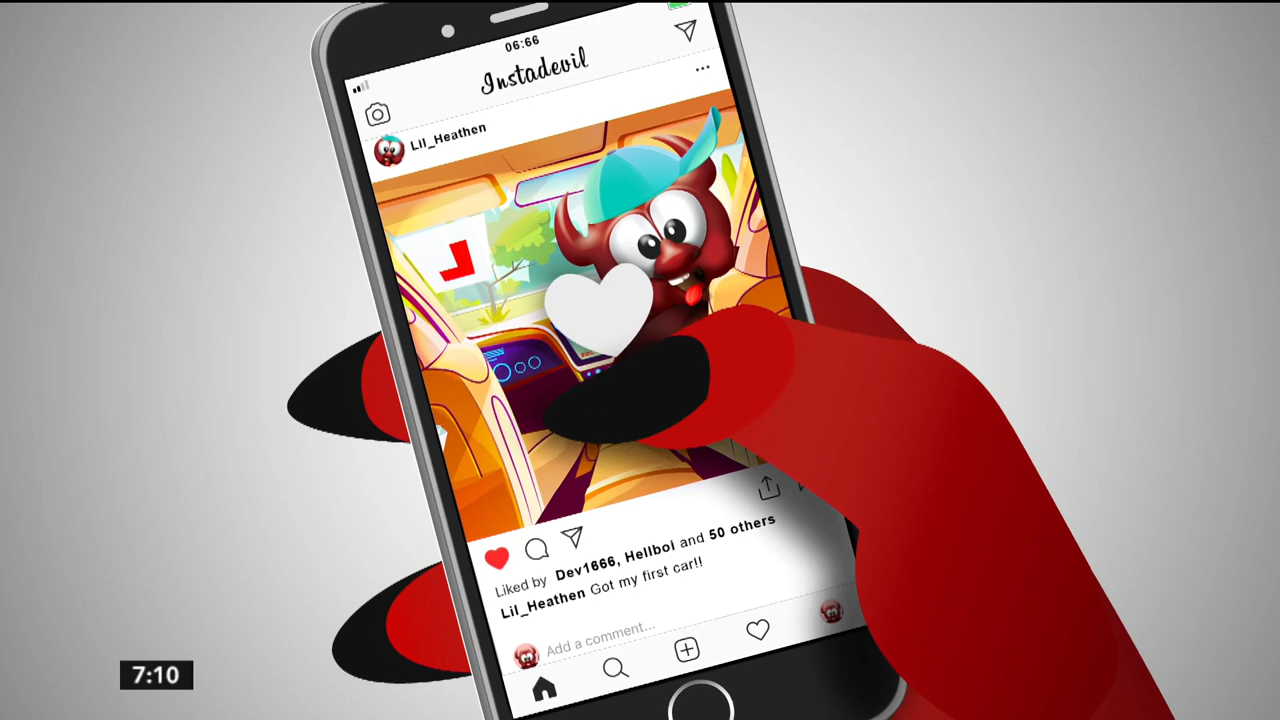 06:66
Instadevil
Lil_Heathen
L
Liked by Dev1666, Hellboi and 50 others
Lil_Heathen Got my first car!!
Add a comment...
7:10